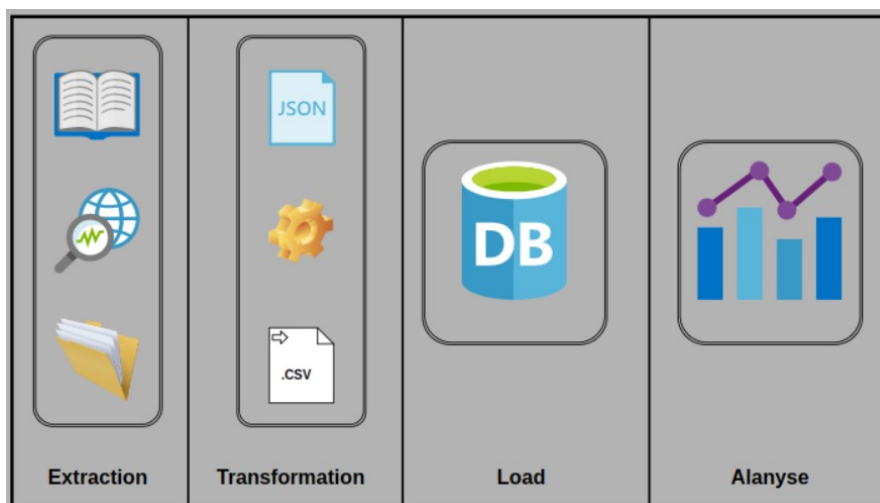 JSON
DB
.CSV
Extraction
Transformation
Load
Alanyse